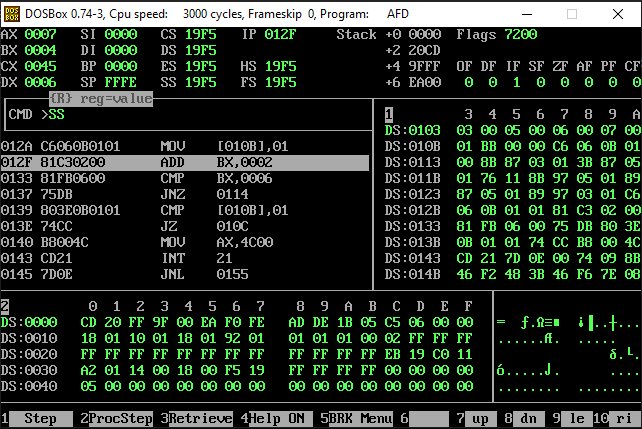 DOSBox 0.74-3, Cpu speed: 3000 cycles, Frameskip 0, Program: AFD
AX 0007 SI 0000 CS 19F5 IP 012F Stack +0 0000 Flags 7200
BX 0004 DI 0000 DS 19F5 +2 20CD
CX 0045 BP 0000 ES 19F5 HS 19F5 +4 9FFF OF DF IF SF ZF AF PF CF
DX 0006 SP FFFE SS 19F5 FS 19F5 +6 EA00 0 0 1 0 0 0 0 0
{R} reg=value
CMD >SS
1 3 4 5 6 7 8 9 A
DS:0103 03 00 05 00 06 00 07 00
012A C6060B0101 MOV [010B],01 DS:010B 01 BB 00 00 C6 06 0B 01
012F 81C30200 ADD BX,0002 DS:0113 00 8B 87 03 01 3B 87 05
0133 81FB0600 CMP BX,0006 DS:011B 01 76 11 8B 97 05 01 89
0137 75DB JNZ 0114 DS:0123 87 05 01 89 97 03 01 C6
0139 803E0B0101 CMP [010B],01 DS:012B 06 0B 01 01 81 C3 02 00
013E 74CC JZ 010C DS:0133 81 FB 06 00 75 DB 80 3E
0140 B8004C MOV AX,4C00 DS:013B 0B 01 01 74 CC B8 00 4C
0143 CD21 INT 21 DS:0143 CD 21 7D 0E 00 74 09 8B
0145 7D0E JNL 0155 DS:014B 46 F2 48 3B 46 F6 7E 08
2 0 1 2 3 4 5 6 7 8 9 A B C D E F
DS:0000 CD 20 FF 9F 00 EA F0 FE AD DE 1B 05 C5 06 00 00 ═ ƒ.Ω≡■ ¡▐..┼...
DS:0010 18 01 10 01 18 01 92 01 01 01 01 00 02 FF FF FF ......Æ. .....
DS:0020 FF FF FF FF FF FF FF FF FF FF FF FF EB 19 C0 11 δ.└.
DS:0030 A2 01 14 00 18 00 F5 19 FF FF FF FF 00 00 00 00 ó.....⌡. ....
DS:0040 05 00 00 00 00 00 00 00 00 00 00 00 00 00 00 00 ........ ........
1 Step 2 ProcStep 3 Retrieve 4 Help ON 5 BRK Menu 6 7 up 8 dn 9 le 10 ri